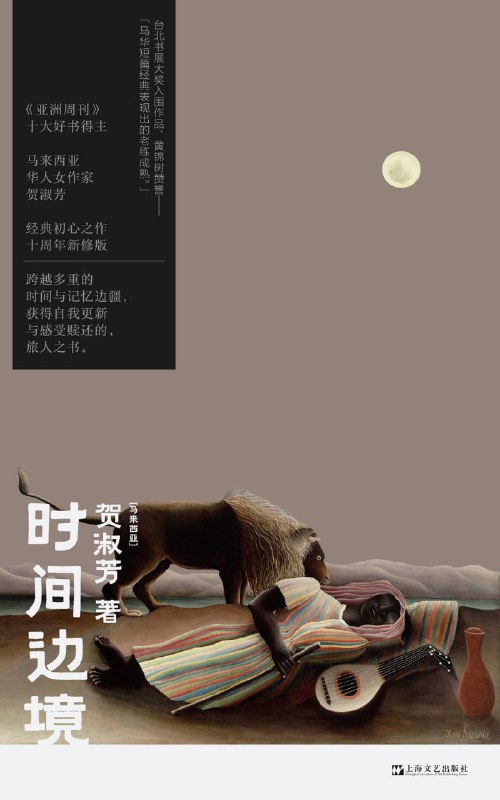 台北书展大奖入围作品，黄锦树赞誉——
「马华短篇经典表现出的老练成熟。」
《亚洲周刊》
十大好书得主
马来西亚
华人女作家
贺淑芳
经典初心之作
十周年新修版
跨越多重的
时间与记忆边疆，
获得自我更新
与感受赎还的，
旅人之书。
时间边境
[马来西亚]
贺淑芳 著
上海文艺出版社